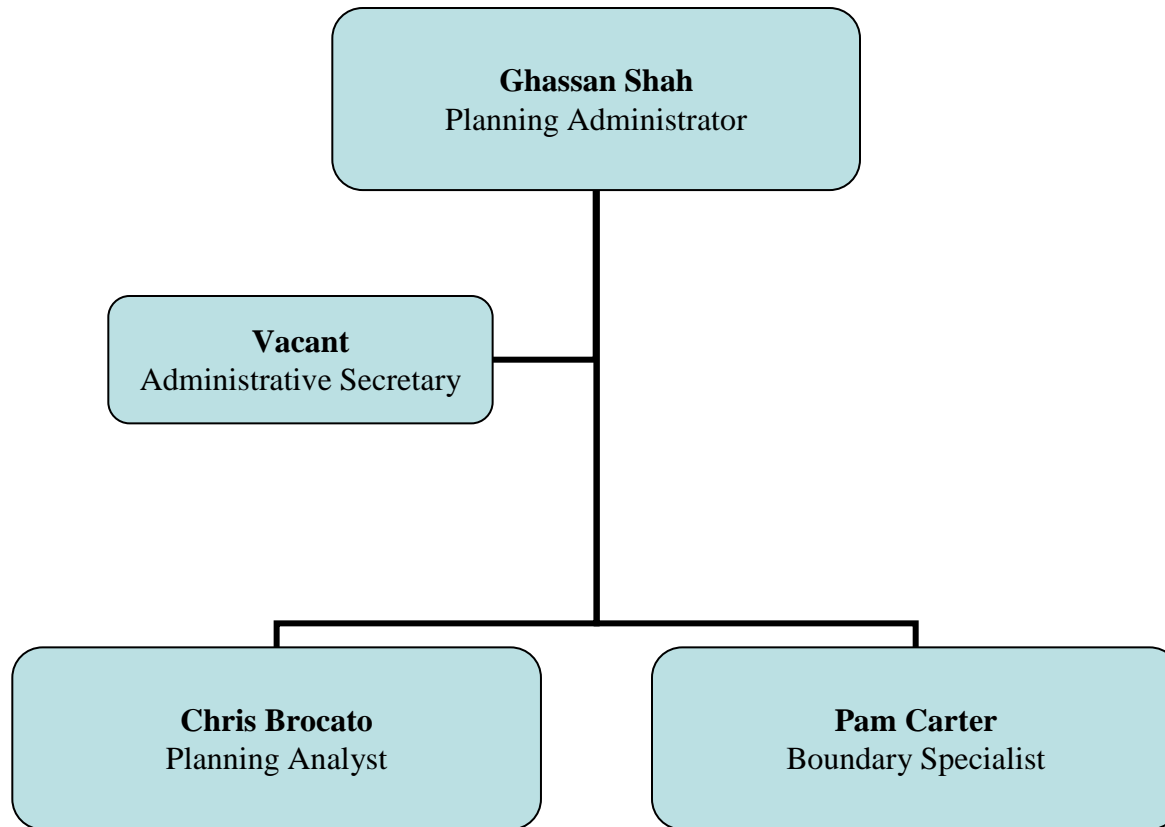 Ghassan Shah
Planning Administrator
Vacant
Administrative Secretary
Chris Brocato
Planning Analyst
Pam Carter
Boundary Specialist